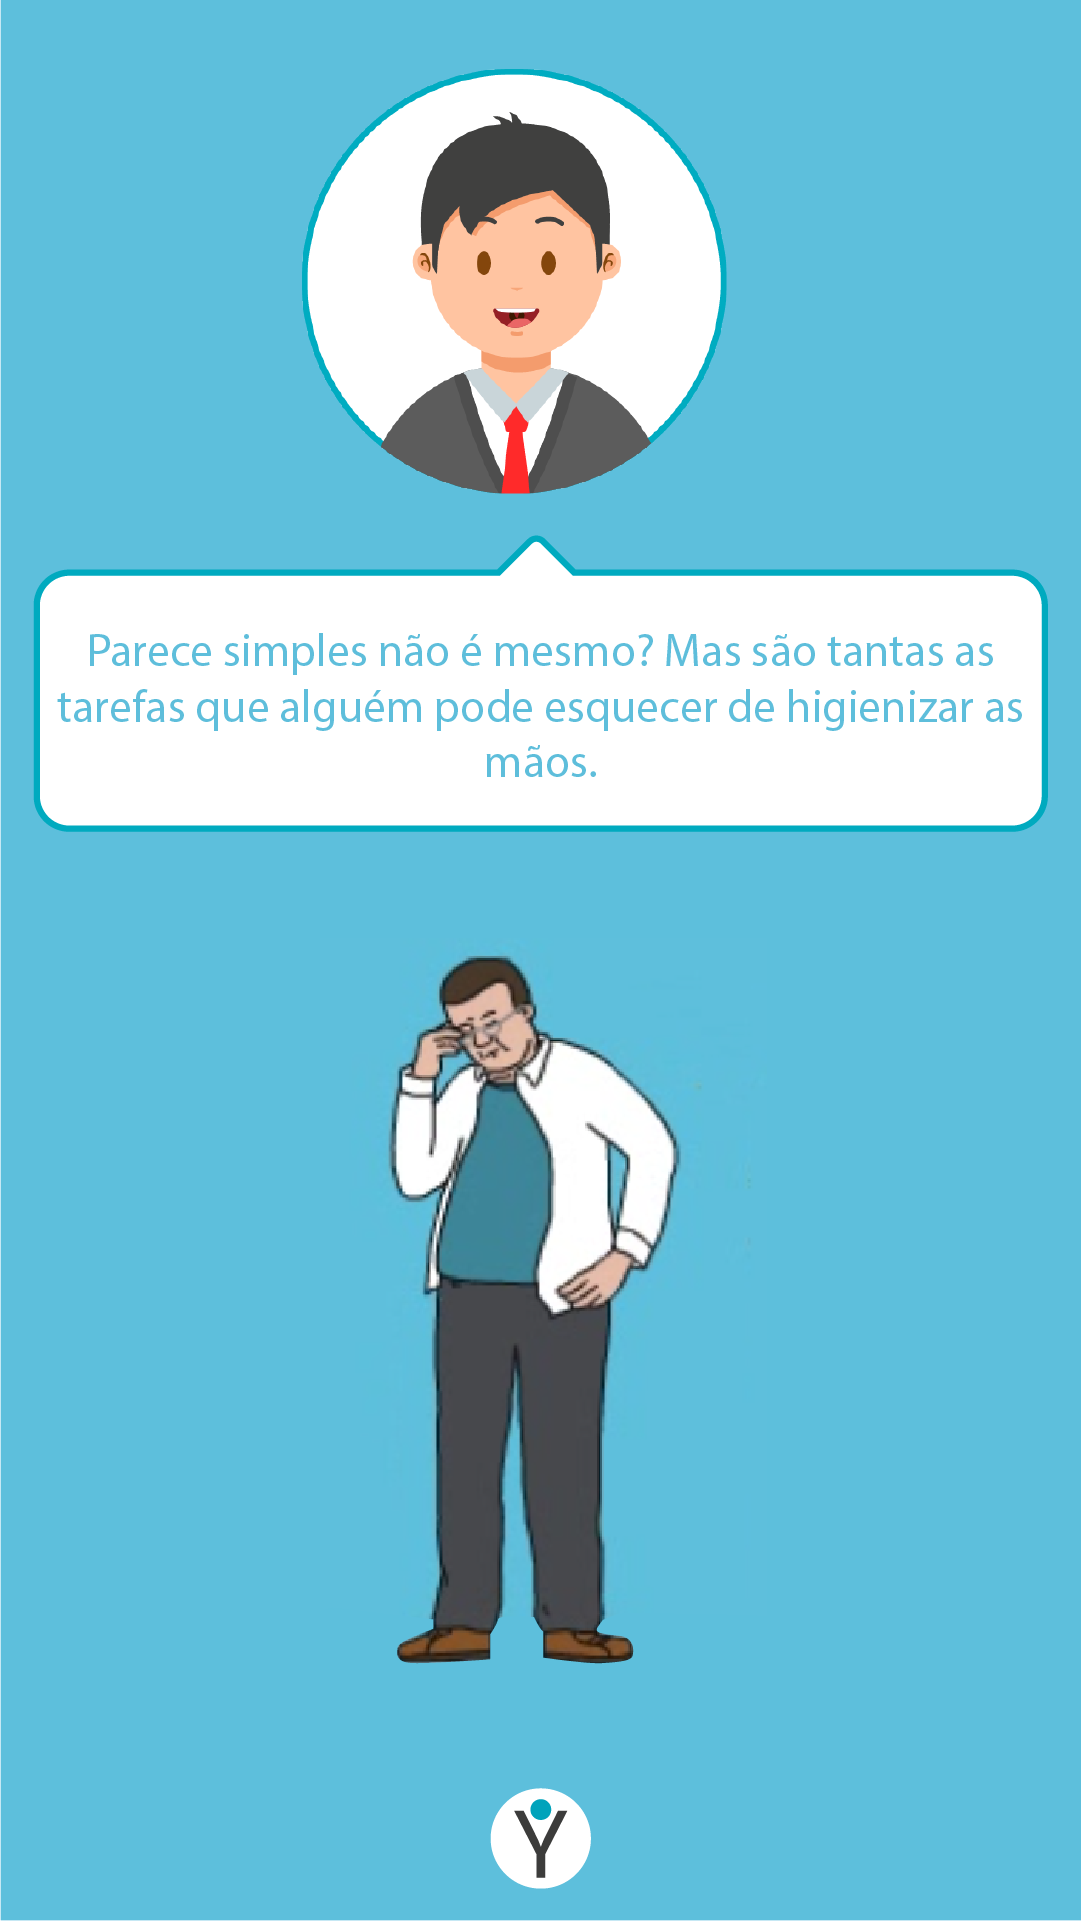 Parece simples não é mesmo? Mas são tantas as
tarefas que alguém pode esquecer de higienizar as
mãos.